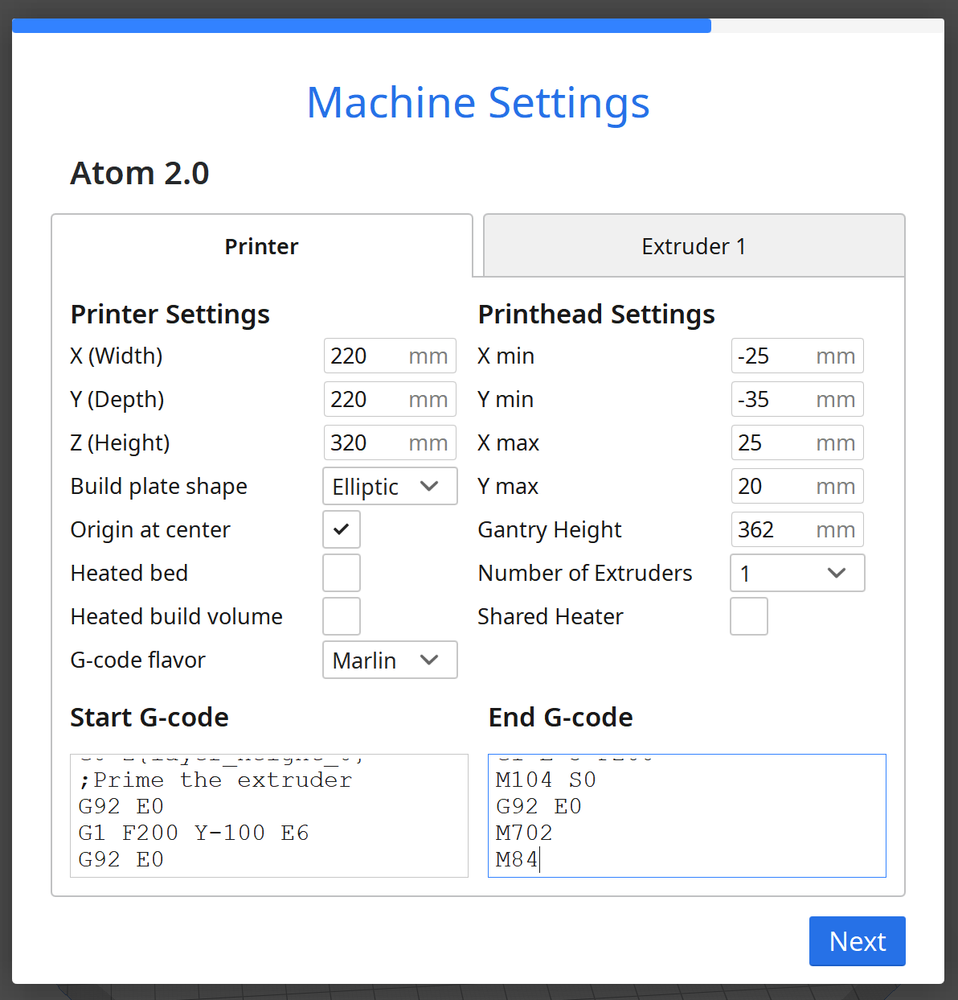 Machine Settings
Atom 2.0
Printer
Extruder 1
Printer Settings
X (Width) 220 mm
Y (Depth) 220 mm
Z (Height) 320 mm
Build plate shape Elliptic
Origin at center
Heated bed
Heated build volume
G-code flavor Marlin
Printhead Settings
X min -25 mm
Y min -35 mm
X max 25 mm
Y max 20 mm
Gantry Height 362 mm
Number of Extruders 1
Shared Heater
Start G-code
;Prime the extruder
G92 E0
G1 F200 Y-100 E6
G92 E0
End G-code
M104 S0
G92 E0
M702
M84
Next